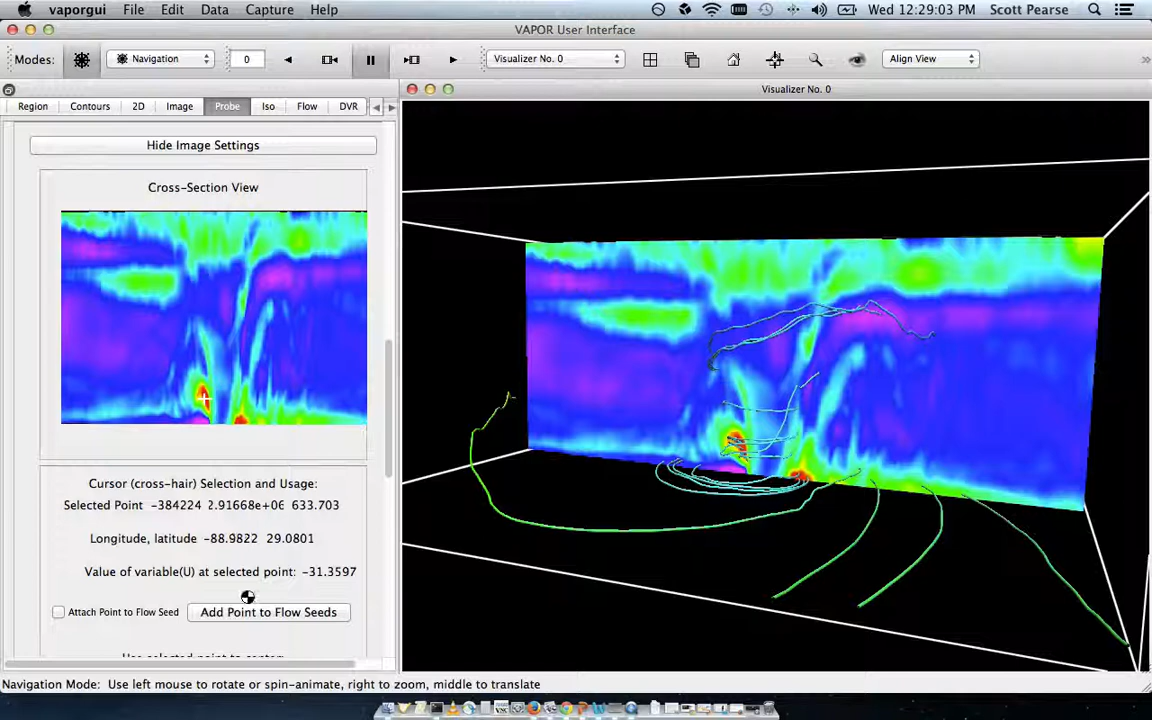 vaporgui File Edit Data Capture Help Wed 12:29:03 PM Scott Pearse
VAPOR User Interface
Modes: Navigation 0 Visualizer No. 0 Align View »
Region Contours 2D Image Probe Iso Flow DVR
Visualizer No. 0
Hide Image Settings
Cross-Section View
Cursor (cross-hair) Selection and Usage:
Selected Point -384224 2.91668e+06 633.703
Longitude, latitude -88.9822 29.0801
Value of variable(U) at selected point: -31.3597
Attach Point to Flow Seed Add Point to Flow Seeds
Use selected point to center:
Navigation Mode: Use left mouse to rotate or spin-animate, right to zoom, middle to translate